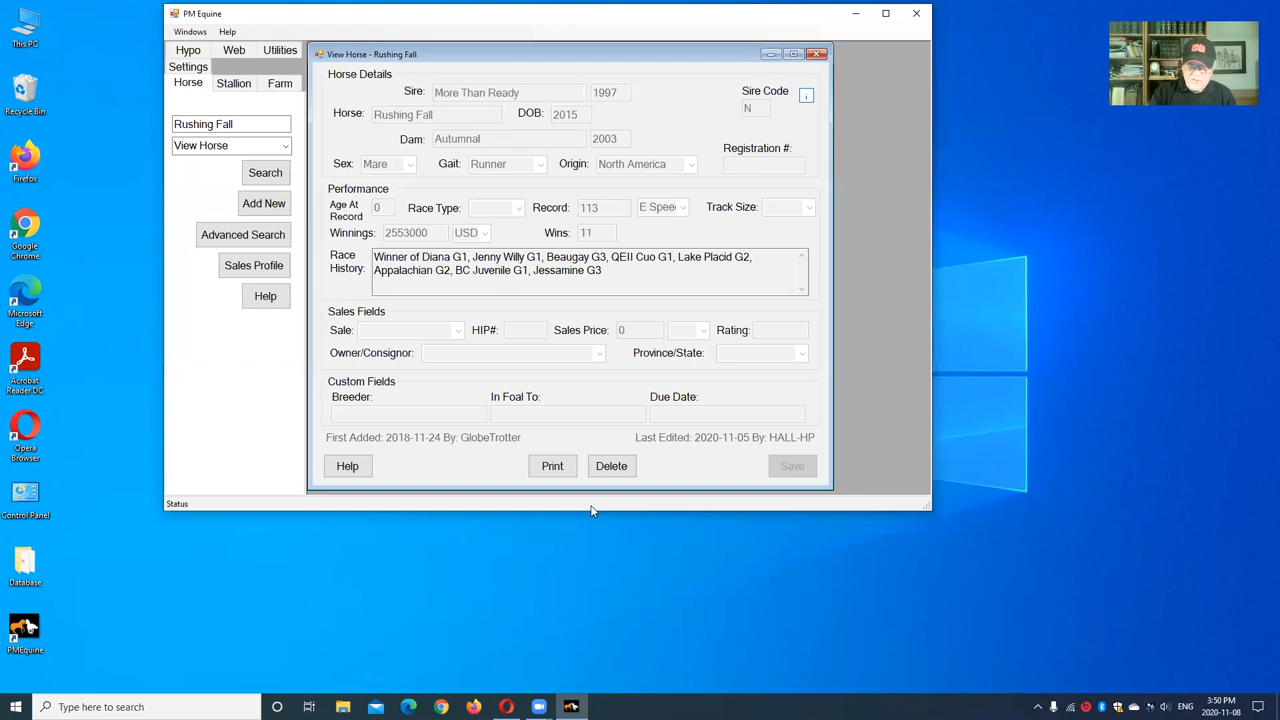 PM Equine
Windows Help
Hypo Web Utilities
Settings
Horse Stallion Farm
Rushing Fall
View Horse
Search
Add New
Advanced Search
Sales Profile
Help
View Horse - Rushing Fall
Horse Details
Sire: More Than Ready 1997
Sire Code i
N
Horse: Rushing Fall DOB: 2015
Dam: Autumnal 2003
Registration #:
Sex: Mare Gait: Runner Origin: North America
Performance
Age At Record 0 Race Type: Record: 113 E Speed Track Size:
Winnings: 2553000 USD Wins: 11
Race History: Winner of Diana G1, Jenny Willy G1, Beaugay G3, QEII Cuo G1, Lake Placid G2,
Appalachian G2, BC Juvenile G1, Jessamine G3
Sales Fields
Sale: HIP#: Sales Price: 0 Rating:
Owner/Consignor: Province/State:
Custom Fields
Breeder: In Foal To: Due Date:
First Added: 2018-11-24 By: GlobeTrotter Last Edited: 2020-11-05 By: HALL-HP
Help Print Delete Save
Status
This PC
Recycle Bin
Firefox
Google
Chrome
Microsoft
Edge
Acrobat
Reader DC
Opera
Browser
Control Panel
Database
PMEquine
Type here to search
3:50 PM
2020-11-08